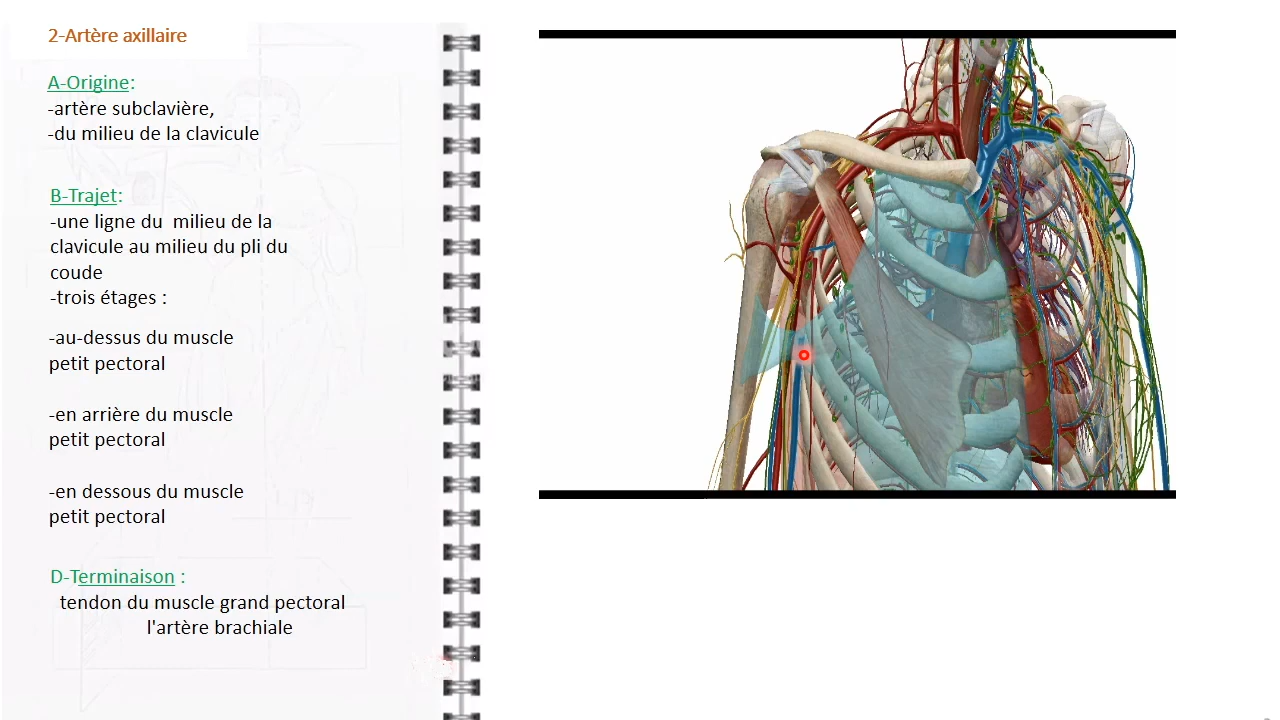 2-Artère axillaire
A-Origine:
-artère subclavière,
-du milieu de la clavicule
B-Trajet:
-une ligne du  milieu de la
clavicule au milieu du pli du
coude
-trois étages :
-au-dessus du muscle
petit pectoral
-en arrière du muscle
petit pectoral
-en dessous du muscle
petit pectoral
D-Terminaison :
tendon du muscle grand pectoral
l'artère brachiale